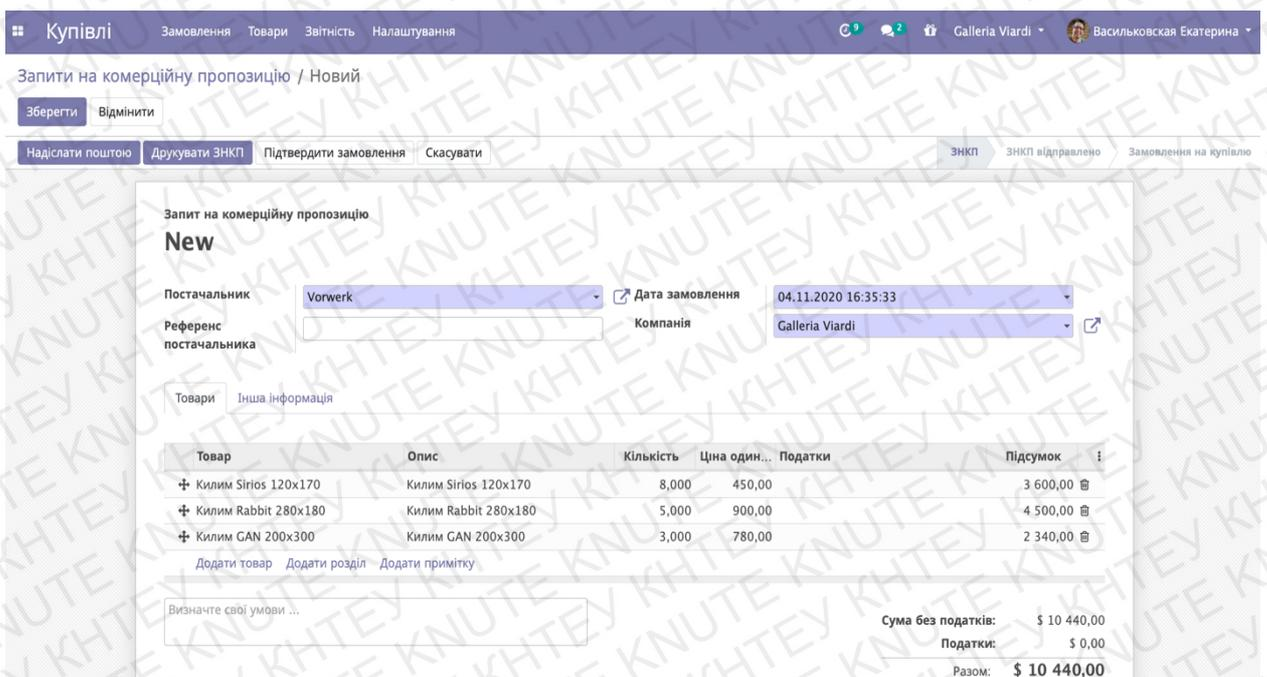 Купівлі Замовлення Товари Звітність Налаштування 9 2 Galleria Viardi Васильковская Екатерина
Запити на комерційну пропозицію / Новий
Зберегти Відмінити
Надіслати поштою Друкувати ЗНКП Підтвердити замовлення Скасувати ЗНКП ЗНКП відправлено Замовлення на купівлю
Запит на комерційну пропозицію
New
Постачальник Vorwerk Дата замовлення 04.11.2020 16:35:33
Референс постачальника Компанія Galleria Viardi
Товари Інша інформація
Товар Опис Кількість Ціна один... Податки Підсумок
Килим Sirios 120x170 Килим Sirios 120x170 8,000 450,00 3 600,00
Килим Rabbit 280x180 Килим Rabbit 280x180 5,000 900,00 4 500,00
Килим GAN 200x300 Килим GAN 200x300 3,000 780,00 2 340,00
Додати товар Додати розділ Додати примітку
Визначте свої умови ...
Сума без податків: $ 10 440,00
Податки: $ 0,00
Разом: $ 10 440,00
KNUTE КНТЕУ